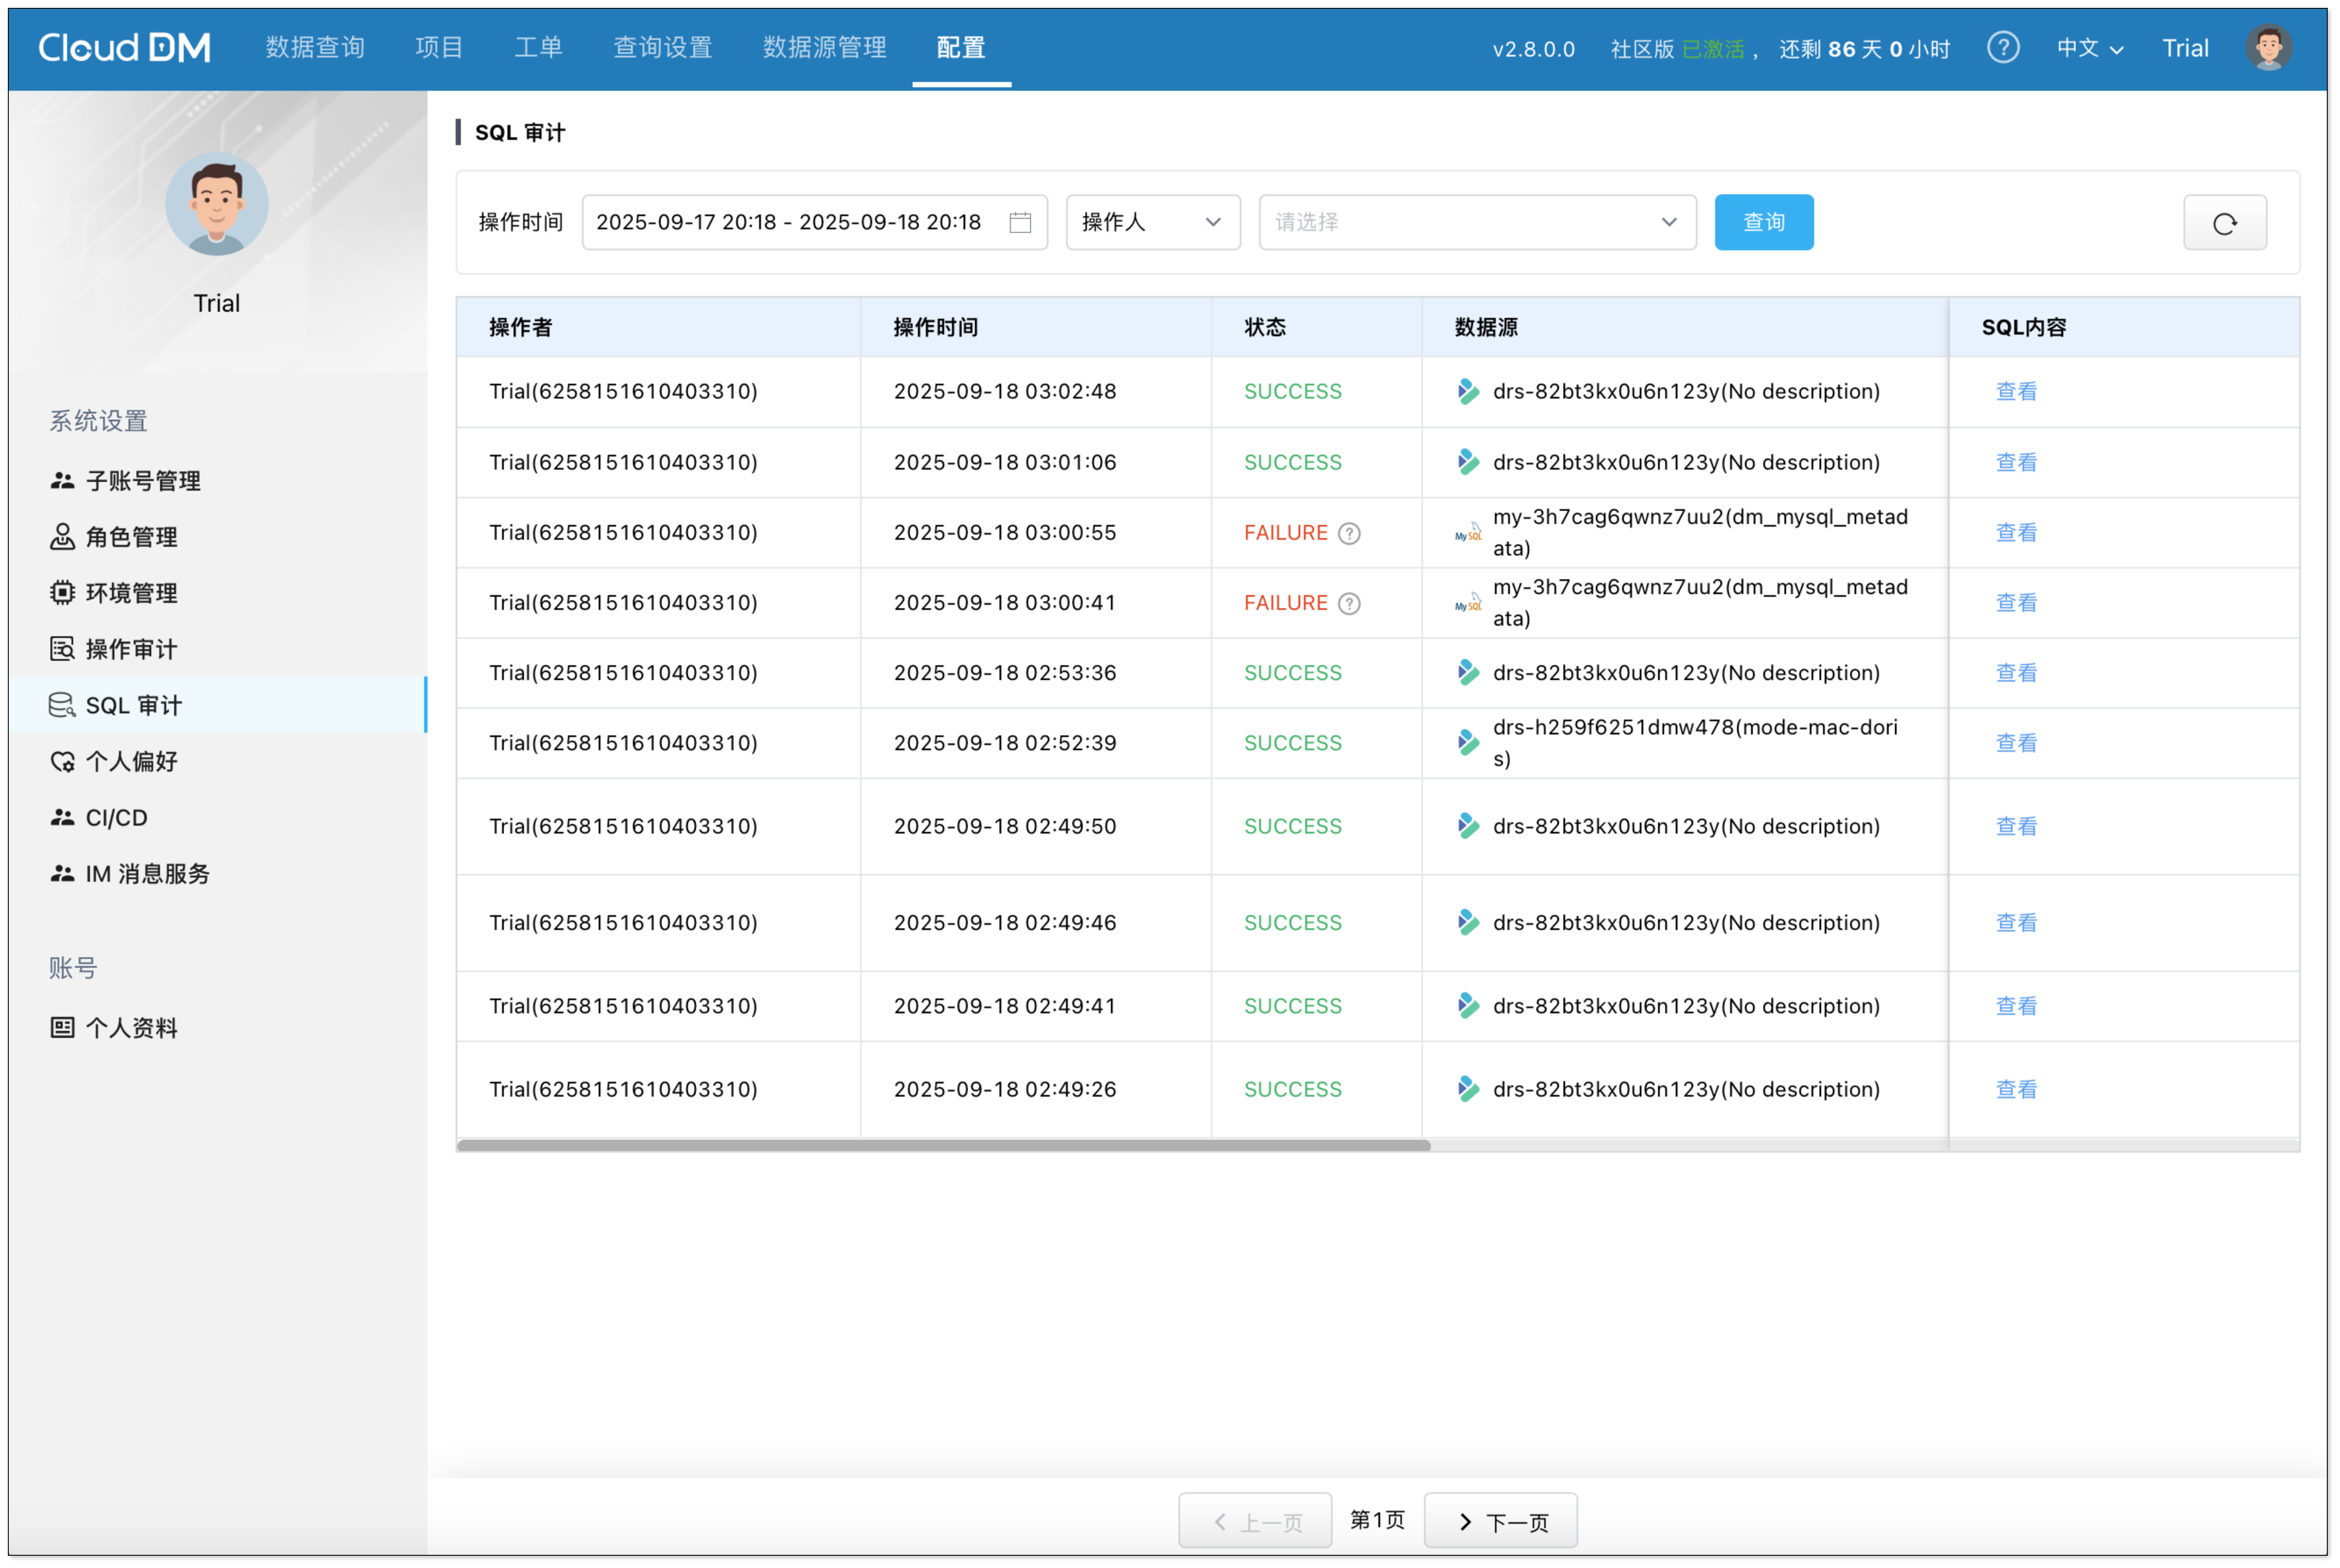 Cloud DM 数据查询 项目 工单 查询设置 数据源管理 配置 v2.8.0.0 社区版 已激活， 还剩 86 天 0 小时 中文 Trial
Trial
系统设置
子账号管理
角色管理
环境管理
操作审计
SQL 审计
个人偏好
CI/CD
IM 消息服务
账号
个人资料
SQL 审计
操作时间 2025-09-17 20:18 - 2025-09-18 20:18 操作人 请选择 查询
操作者 操作时间 状态 数据源 SQL内容
Trial(6258151610403310) 2025-09-18 03:02:48 SUCCESS drs-82bt3kx0u6n123y(No description) 查看
Trial(6258151610403310) 2025-09-18 03:01:06 SUCCESS drs-82bt3kx0u6n123y(No description) 查看
Trial(6258151610403310) 2025-09-18 03:00:55 FAILURE MySQL my-3h7cag6qwnz7uu2(dm_mysql_metad
ata) 查看
Trial(6258151610403310) 2025-09-18 03:00:41 FAILURE MySQL my-3h7cag6qwnz7uu2(dm_mysql_metad
ata) 查看
Trial(6258151610403310) 2025-09-18 02:53:36 SUCCESS drs-82bt3kx0u6n123y(No description) 查看
Trial(6258151610403310) 2025-09-18 02:52:39 SUCCESS drs-h259f6251dmw478(mode-mac-dori
s) 查看
Trial(6258151610403310) 2025-09-18 02:49:50 SUCCESS drs-82bt3kx0u6n123y(No description) 查看
Trial(6258151610403310) 2025-09-18 02:49:46 SUCCESS drs-82bt3kx0u6n123y(No description) 查看
Trial(6258151610403310) 2025-09-18 02:49:41 SUCCESS drs-82bt3kx0u6n123y(No description) 查看
Trial(6258151610403310) 2025-09-18 02:49:26 SUCCESS drs-82bt3kx0u6n123y(No description) 查看
上一页 第1页 下一页